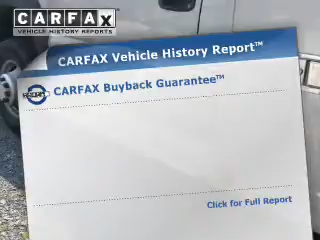 CARFAX
VEHICLE HISTORY REPORTS
CARFAX Vehicle History Report™
CARFAX Buyback Guarantee™
Click for Full Report